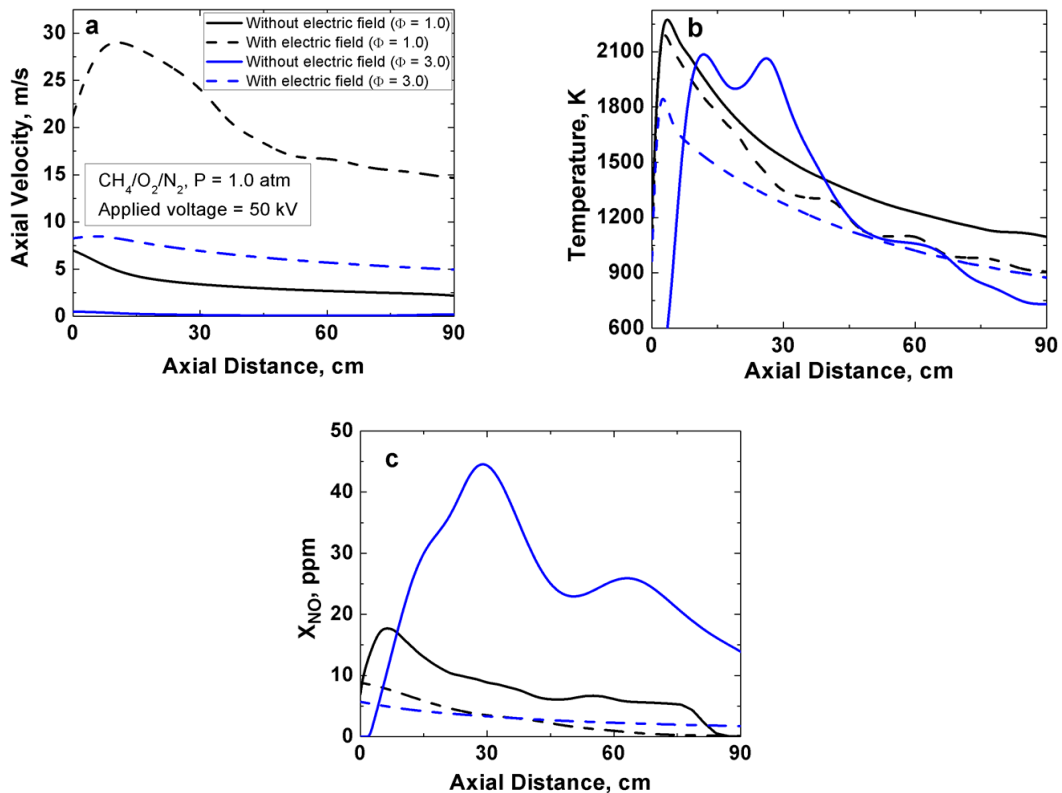 a
Without electric field (Φ = 1.0)
With electric field (Φ = 1.0)
Without electric field (Φ = 3.0)
With electric field (Φ = 3.0)
CH4/O2/N2, P = 1.0 atm
Applied voltage = 50 kV
Axial Velocity, m/s
30
25
20
15
10
5
0
0 30 60 90
Axial Distance, cm
b
Temperature, K
2100
1800
1500
1200
900
600
0 30 60 90
Axial Distance, cm
c
XNO, ppm
50
40
30
20
10
0
0 30 60 90
Axial Distance, cm